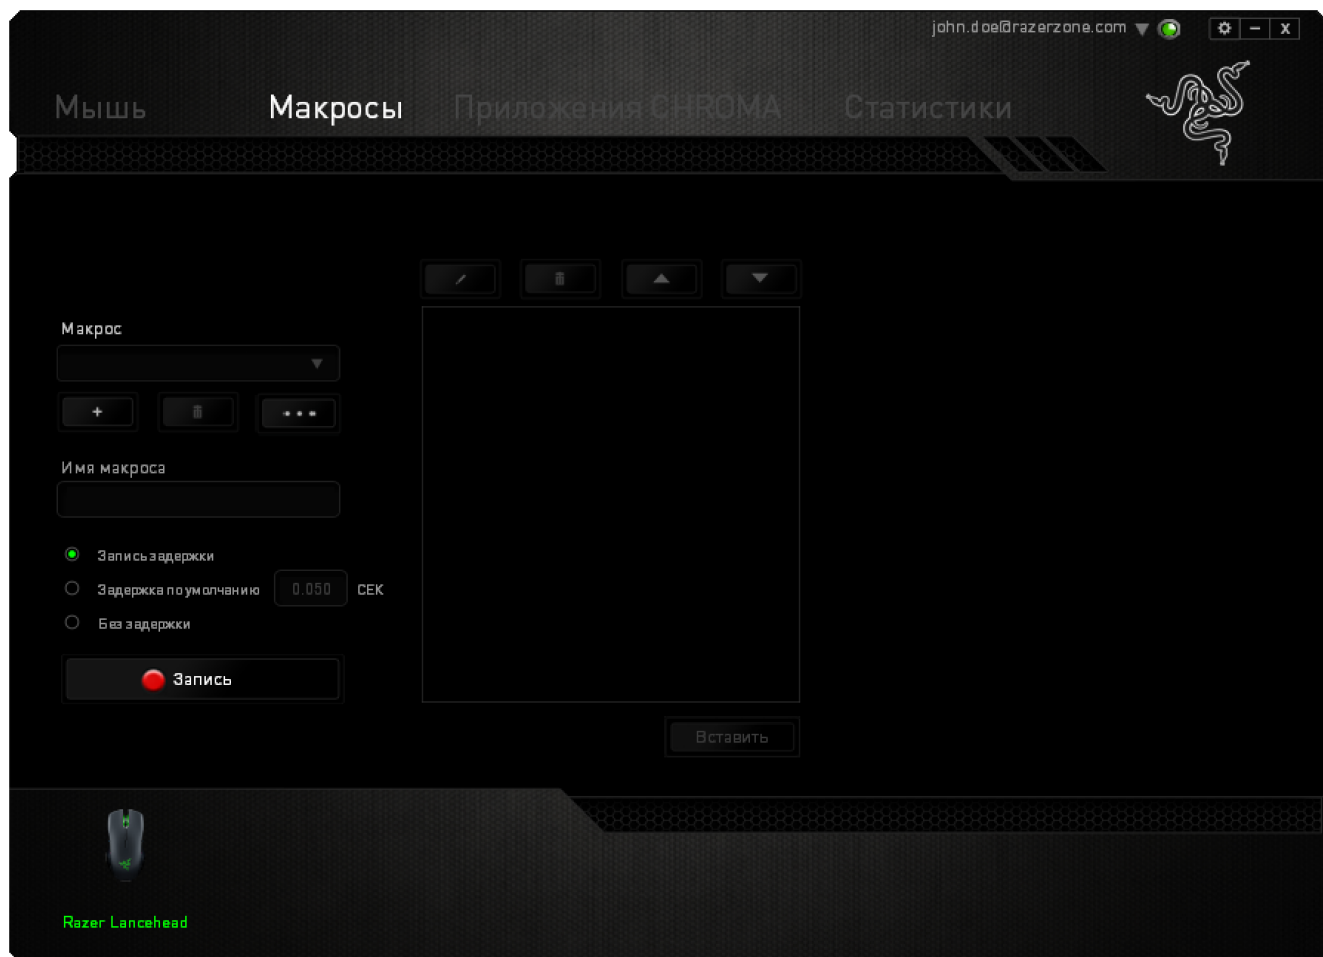 john.doe@razerzone.com
Мышь Макросы Приложения CHROMA Статистики
Макрос
Имя макроса
Запись задержки
Задержка по умолчанию 0.050 СЕК
Без задержки
Запись
Вставить
Razer Lancehead